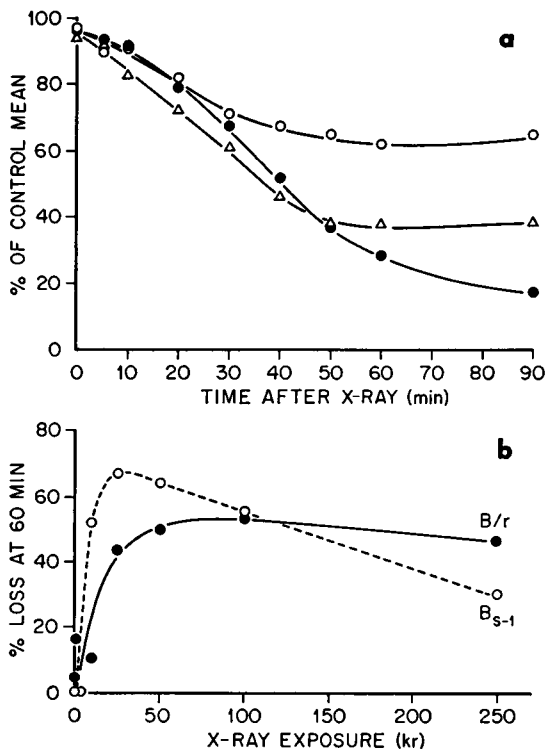 a
% OF CONTROL MEAN
100
80
60
40
20
0
0 10 20 30 40 50 60 70 80 90
TIME AFTER X-RAY (min)
b
% LOSS AT 60 MIN
80
60
40
20
0
B/r
B_{S-1}
0 50 100 150 200 250
X-RAY EXPOSURE (kr)